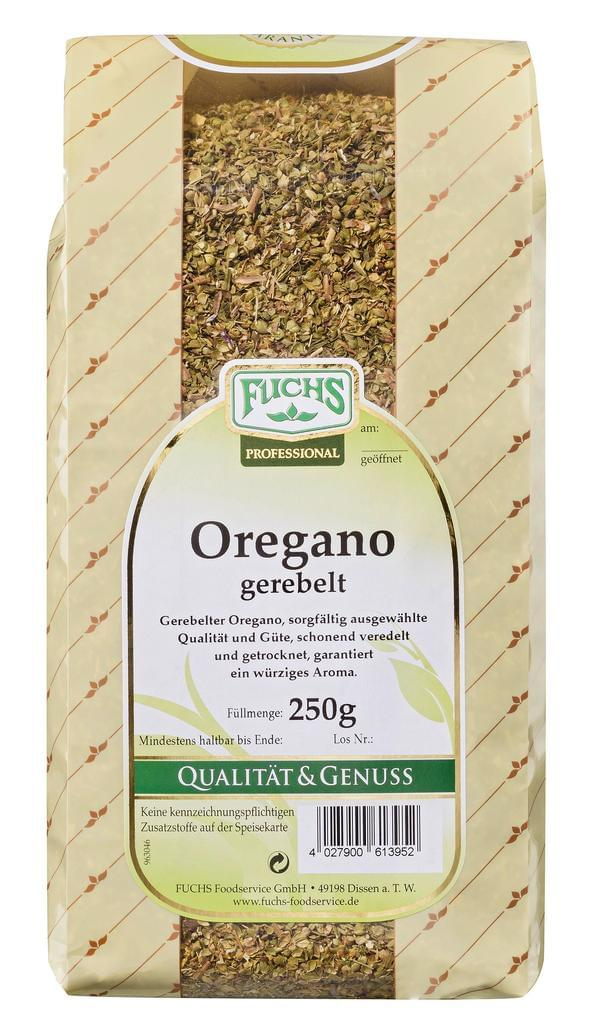 GARANT
FUCHS
PROFESSIONAL
am:
geöffnet
Oregano
gerebelt
Gerebelter Oregano, sorgfältig ausgewählte
Qualität und Güte, schonend veredelt
und getrocknet, garantiert
ein würziges Aroma.
Füllmenge: 250g
Mindestens haltbar bis Ende: Los Nr.:
QUALITÄT & GENUSS
Keine kennzeichnungspflichtigen
Zusatzstoffe auf der Speisekarte
963046
4 027900 613952
FUCHS Foodservice GmbH • 49198 Dissen a. T. W.
www.fuchs-foodservice.de